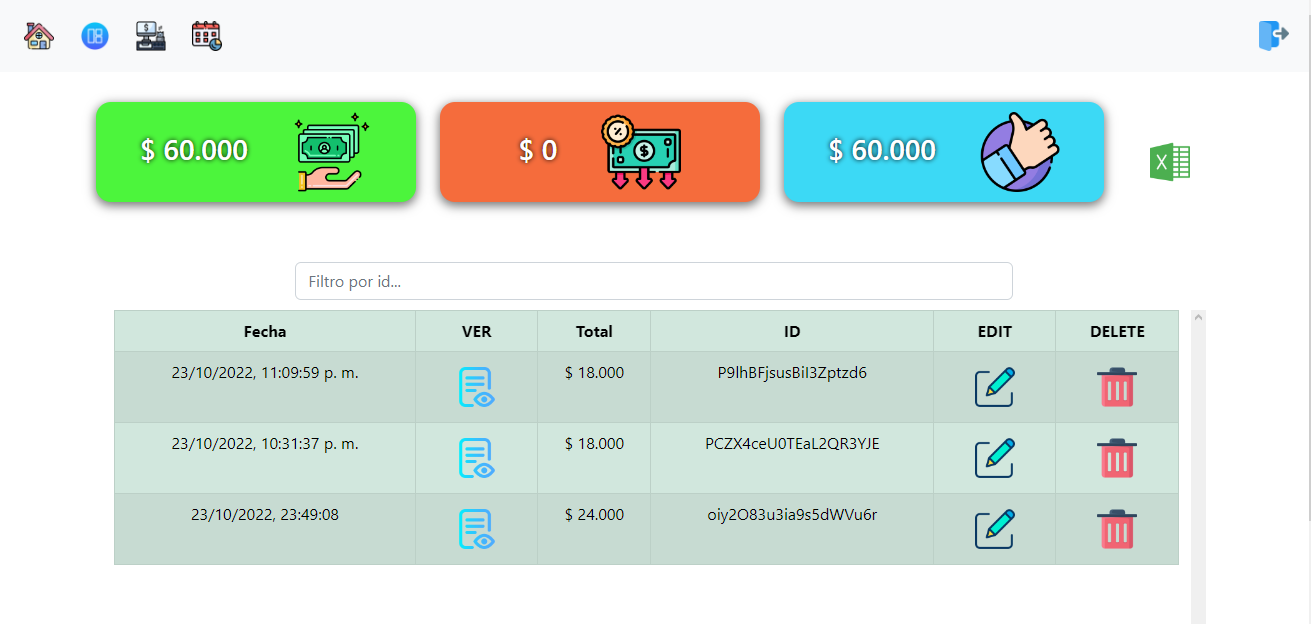 $ 60.000 $ 0 $ 60.000
Filtro por id...
Fecha VER Total ID EDIT DELETE
23/10/2022, 11:09:59 p. m. $ 18.000 P9lhBFjsusBiI3Zptzd6
23/10/2022, 10:31:37 p. m. $ 18.000 PCZX4ceU0TEaL2QR3YJE
23/10/2022, 23:49:08 $ 24.000 oiy2O83u3ia9s5dWVu6r